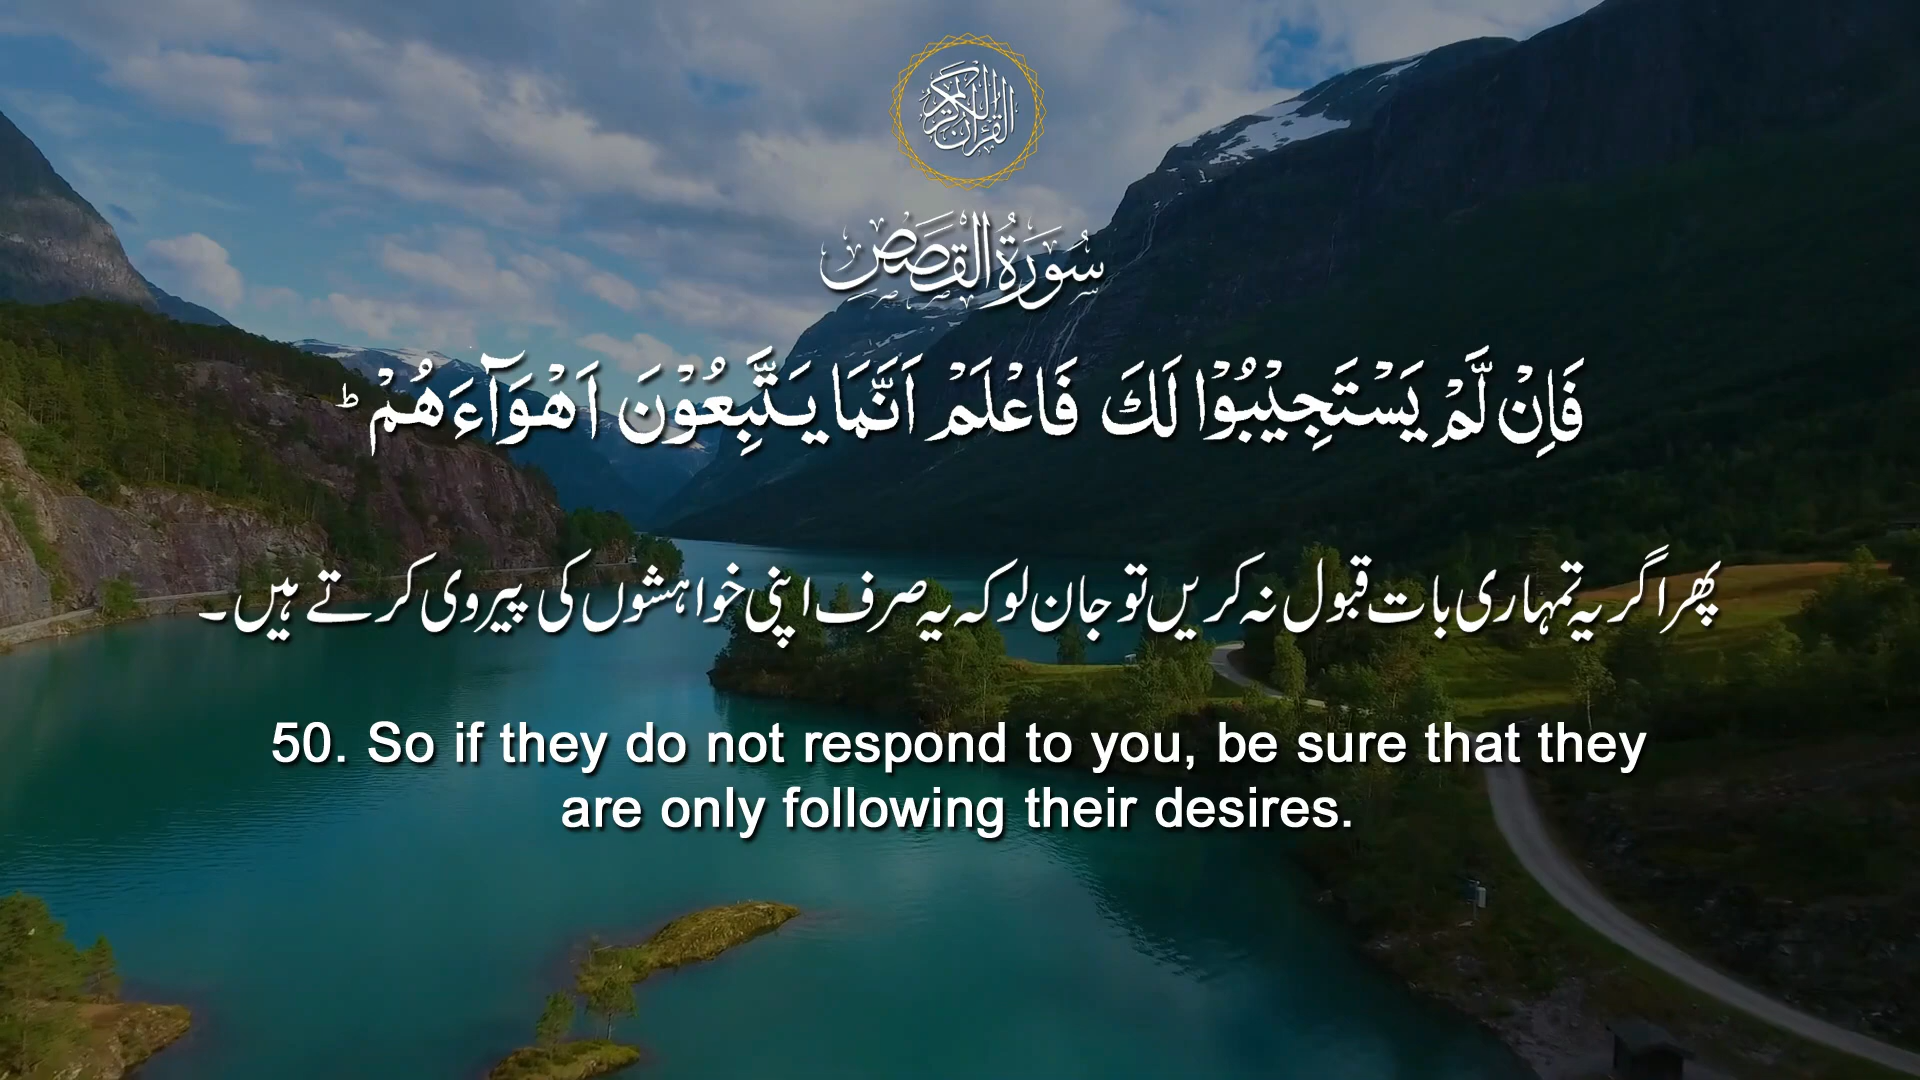 القرآن الكريم
سُورَةُ الْقَصَصِ
فَاِنْ لَّمْ يَسْتَجِيْبُوْا لَكَ فَاعْلَمْ اَنَّمَا يَتَّبِعُوْنَ اَهْوَآءَهُمْ ؕ
پھر اگر یہ تمہاری بات قبول نہ کریں تو جان لو کہ یہ صرف اپنی خواہشوں کی پیروی کرتے ہیں۔
50. So if they do not respond to you, be sure that they
are only following their desires.